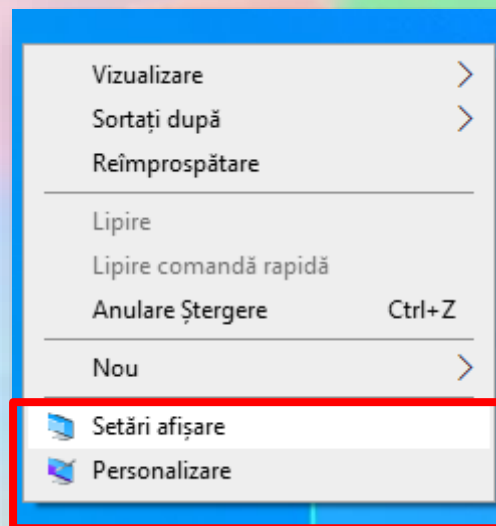 Vizualizare
Sortați după
Reîmprospătare
Lipire
Lipire comandă rapidă
Anulare Ștergere Ctrl+Z
Nou
Setări afișare
Personalizare